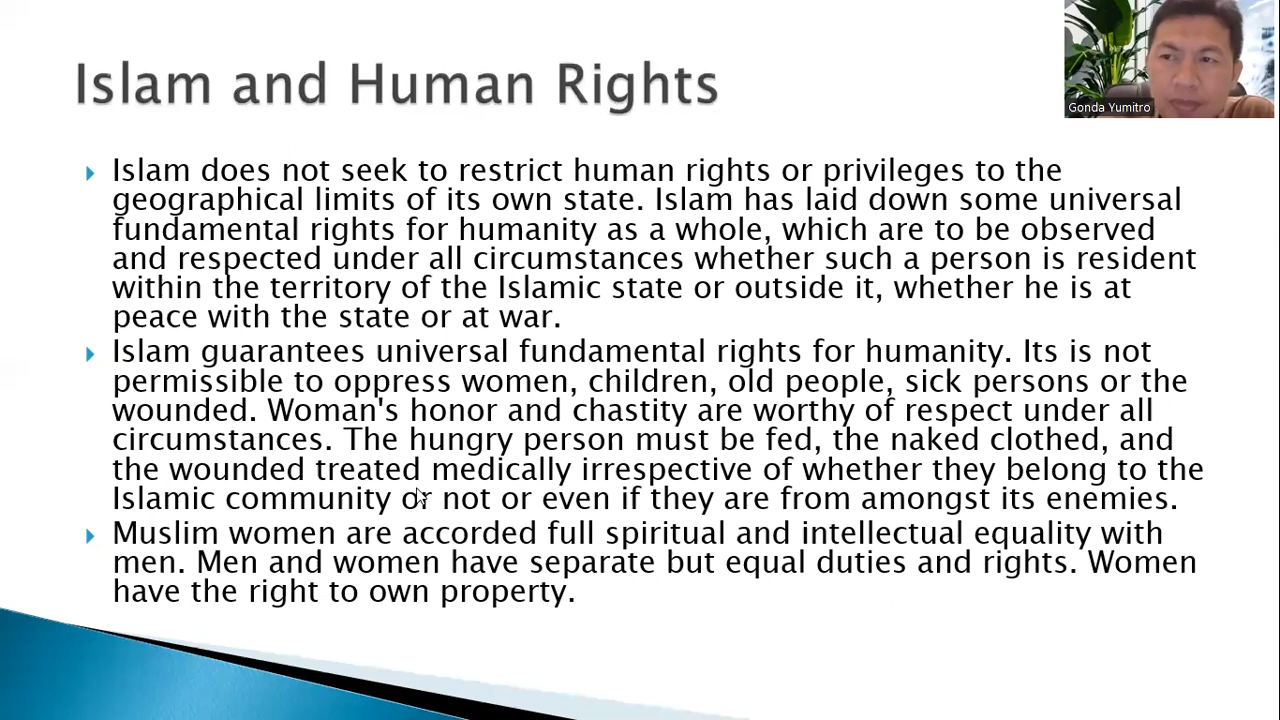 Islam and Human Rights
Gonda Yumitro
Islam does not seek to restrict human rights or privileges to the
geographical limits of its own state. Islam has laid down some universal
fundamental rights for humanity as a whole, which are to be observed
and respected under all circumstances whether such a person is resident
within the territory of the Islamic state or outside it, whether he is at
peace with the state or at war.
Islam guarantees universal fundamental rights for humanity. Its is not
permissible to oppress women, children, old people, sick persons or the
wounded. Woman's honor and chastity are worthy of respect under all
circumstances. The hungry person must be fed, the naked clothed, and
the wounded treated medically irrespective of whether they belong to the
Islamic community or not or even if they are from amongst its enemies.
Muslim women are accorded full spiritual and intellectual equality with
men. Men and women have separate but equal duties and rights. Women
have the right to own property.